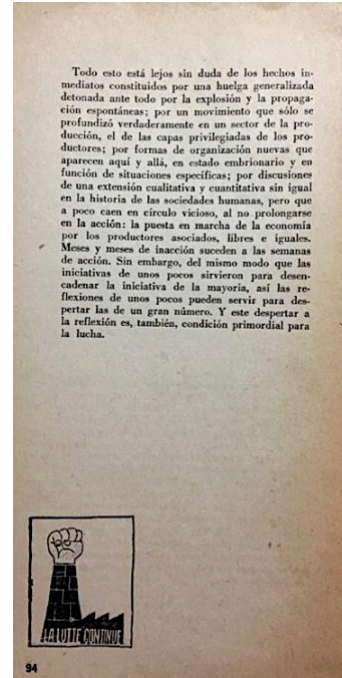 Todo esto está lejos sin duda de los hechos in-
mediatos constituidos por una huelga generalizada
detonada ante todo por la explosión y la propaga-
ción espontáneas; por un movimiento que sólo se
profundizó verdaderamente en un sector de la pro-
ducción, el de las capas privilegiadas de los pro-
ductores; por formas de organización nuevas que
aparecen aquí y allá, en estado embrionario y en
función de situaciones específicas; por discusiones
de una extensión cualitativa y cuantitativa sin igual
en la historia de las sociedades humanas, pero que
a poco caen en círculo vicioso, al no prolongarse
en la acción: la puesta en marcha de la economía
por los productores asociados, libres e iguales.
Meses y meses de inacción suceden a las semanas
de acción. Sin embargo, del mismo modo que las
iniciativas de unos pocos sirvieron para desen-
cadenar la iniciativa de la mayoría, así las re-
flexiones de unos pocos pueden servir para des-
pertar las de un gran número. Y este despertar a
la reflexión es, también, condición primordial para
la lucha.
LA LUTTE CONTINUE
94